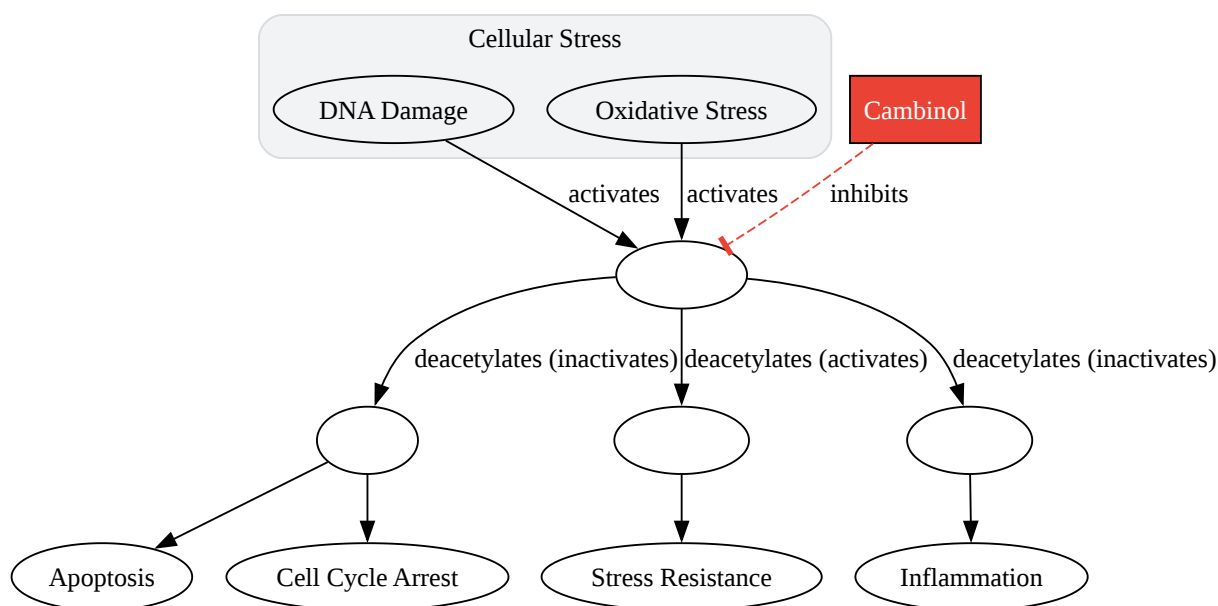 Cellular Stress
DNA Damage
Oxidative Stress
Cambinol
activates
activates
inhibits
deacetylates (inactivates)
deacetylates (activates)
deacetylates (inactivates)
Apoptosis
Cell Cycle Arrest
Stress Resistance
Inflammation